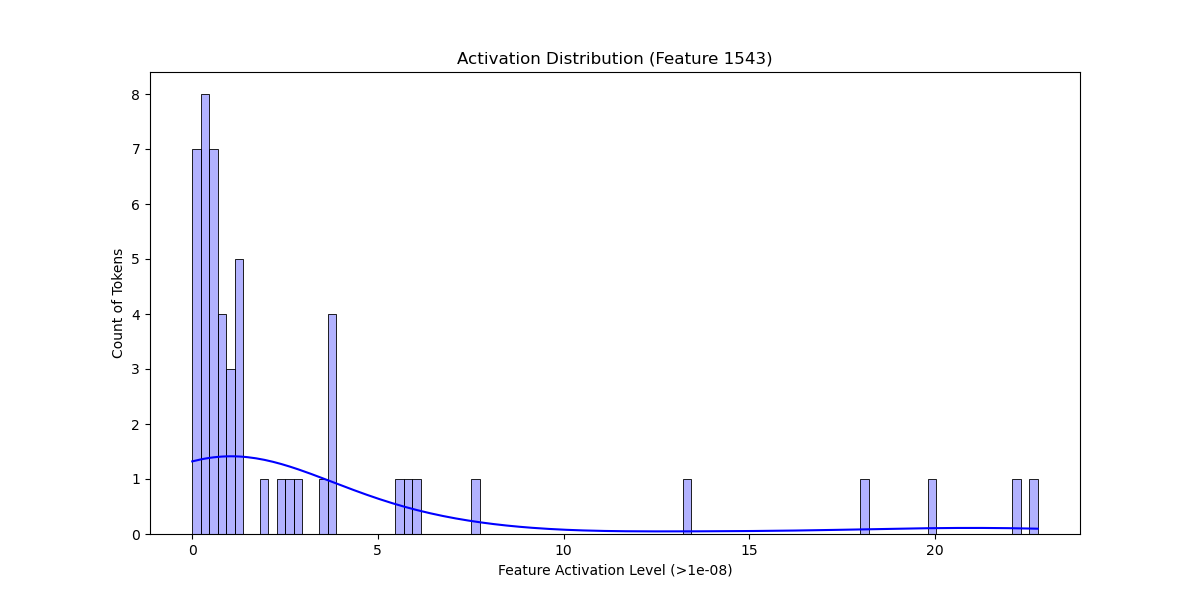 Activation Distribution (Feature 1543)
Count of Tokens
8
7
6
5
4
3
2
1
0
0 5 10 15 20
Feature Activation Level (>1e-08)